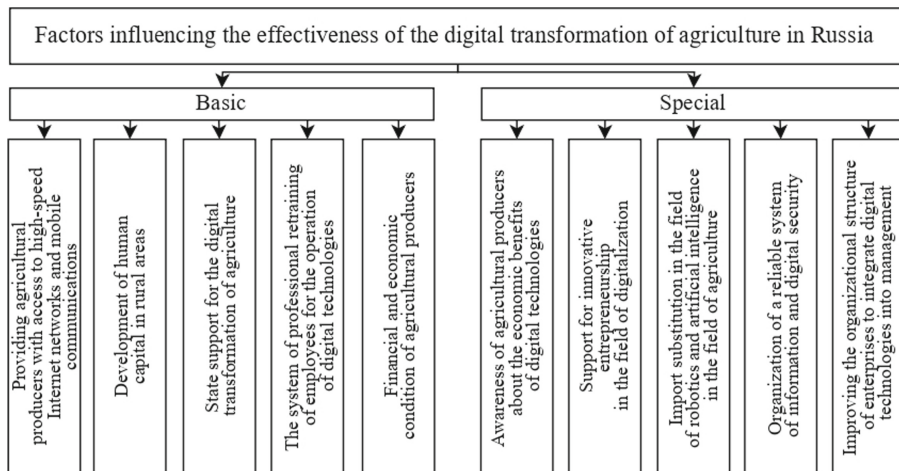 Factors influencing the effectiveness of the digital transformation of agriculture in Russia
Basic
Special
Providing agricultural
producers with access to high-speed
Internet networks and mobile
communications
Development of human
capital in rural areas
State support for the digital
transformation of agriculture
The system of professional retraining
of employees for the operation
of digital technologies
Financial and economic
condition of agricultural producers
Awareness of agricultural producers
about the economic benefits
of digital technologies
Support for innovative
entrepreneurship
in the field of digitalization
Import substitution in the field
of robotics and artificial intelligence
in the field of agriculture
Organization of a reliable system
of information and digital security
Improving the organizational structure
of enterprises to integrate digital
technologies into management